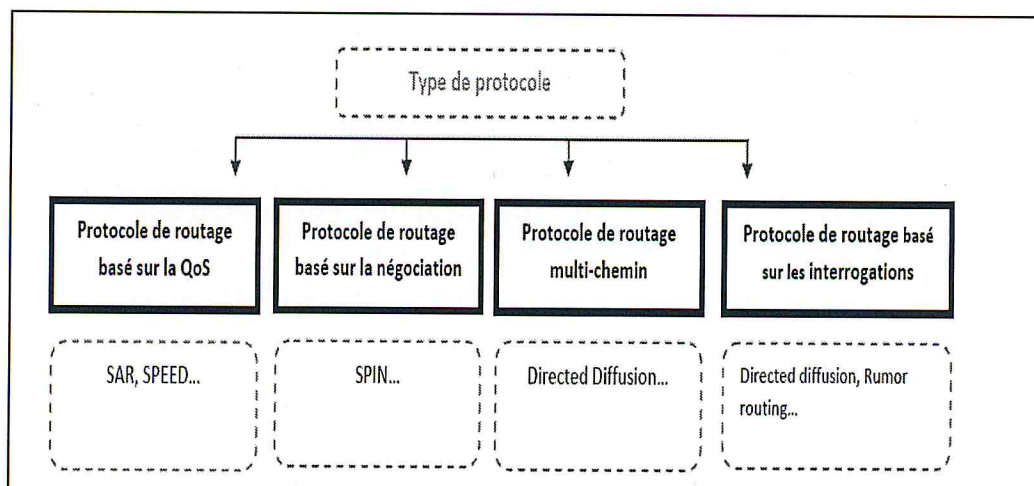 Type de protocole
Protocole de routage
basé sur la QoS
Protocole de routage
basé sur la négociation
Protocole de routage
multi-chemin
Protocole de routage basé
sur les interrogations
SAR, SPEED...
SPIN...
Directed Diffusion...
Directed diffusion, Rumor
routing...